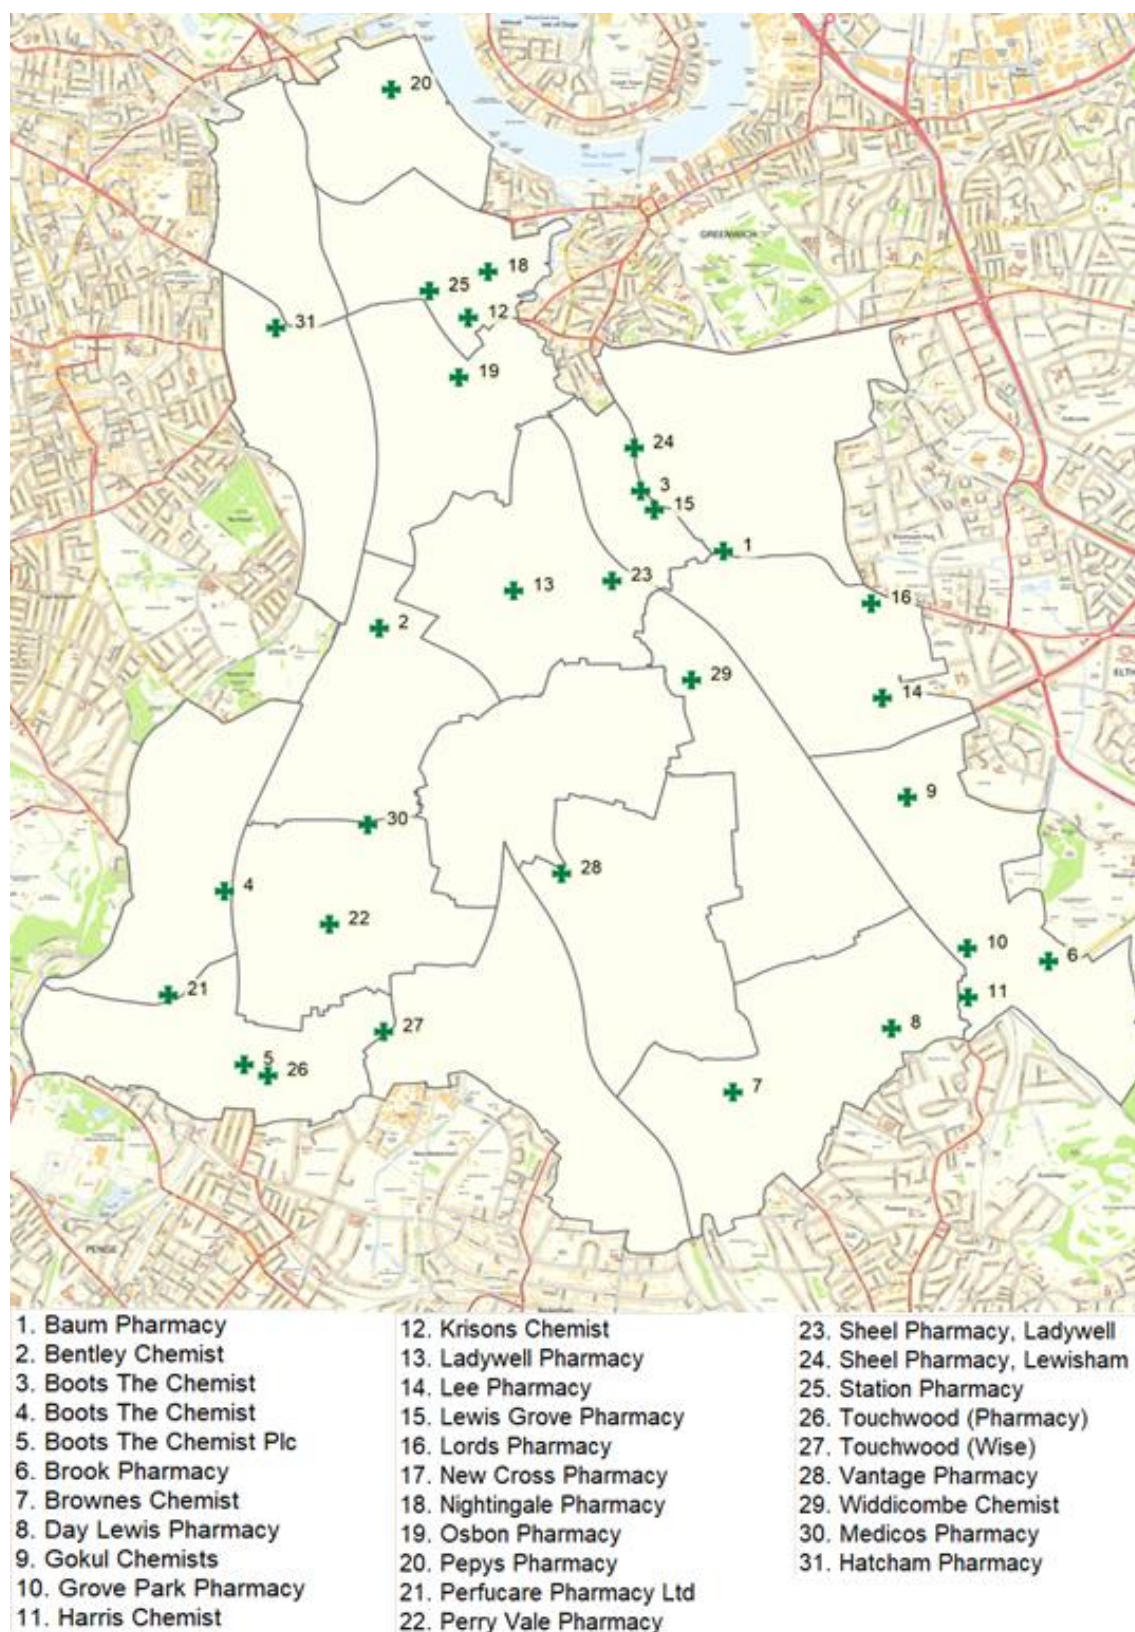 20
GREENWICH
18
25
12
31
19
24
3
15
1
13
23
16
2
29
14
ELTH
9
30
28
4
22
10
6
21
11
27
8
5
26
7
PENGE
1. Baum Pharmacy
2. Bentley Chemist
3. Boots The Chemist
4. Boots The Chemist
5. Boots The Chemist Plc
6. Brook Pharmacy
7. Brownes Chemist
8. Day Lewis Pharmacy
9. Gokul Chemists
10. Grove Park Pharmacy
11. Harris Chemist
12. Krisons Chemist
13. Ladywell Pharmacy
14. Lee Pharmacy
15. Lewis Grove Pharmacy
16. Lords Pharmacy
17. New Cross Pharmacy
18. Nightingale Pharmacy
19. Osbon Pharmacy
20. Pepys Pharmacy
21. Perfucare Pharmacy Ltd
22. Perry Vale Pharmacy
23. Sheel Pharmacy, Ladywell
24. Sheel Pharmacy, Lewisham
25. Station Pharmacy
26. Touchwood (Pharmacy)
27. Touchwood (Wise)
28. Vantage Pharmacy
29. Widdicombe Chemist
30. Medicos Pharmacy
31. Hatcham Pharmacy